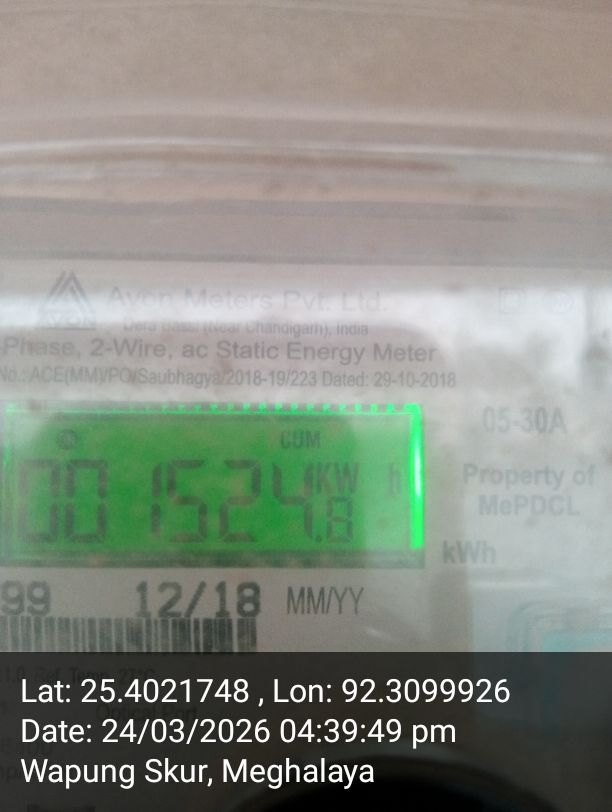 Avon Meters Pvt. Ltd.
Dera Bassi (Near Chandigarh), India
-Phase, 2-Wire, ac Static Energy Meter
No.: ACE(MMVPO/Saubhagya/2018-19/223 Dated: 29-10-2018
05-30A
CUM
001524.8 KW h
Property of
MePDCL
kWh
99 12/18 MM/YY
Lat: 25.4021748 , Lon: 92.3099926
Date: 24/03/2026 04:39:49 pm
Wapung Skur, Meghalaya